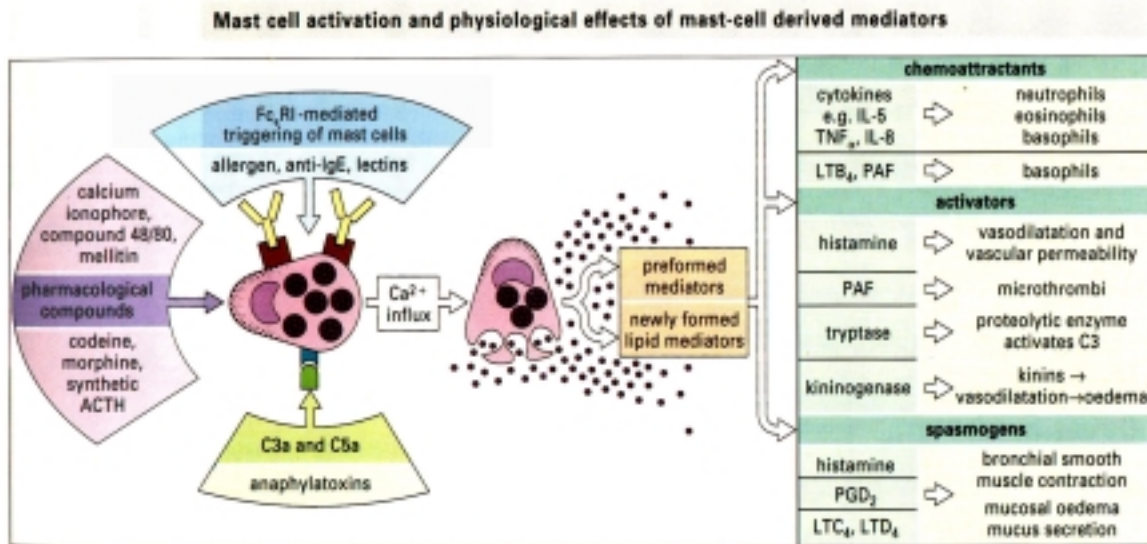 Mast cell activation and physiological effects of mast-cell derived mediators
FcεRI-mediated
triggering of mast cells
allergen, anti-IgE, lectins
calcium
ionophore,
compound 48/80,
mellitin
pharmacological
compounds
codeine,
morphine,
synthetic
ACTH
C3a and C5a
anaphylatoxins
Ca²⁺
influx
preformed
mediators
newly formed
lipid mediators
chemoattractants
cytokines
e.g. IL-5
TNFα, IL-8
neutrophils
eosinophils
basophils
LTB₄, PAF
basophils
activators
histamine
vasodilatation and
vascular permeability
PAF
microthrombi
tryptase
proteolytic enzyme
activates C3
kininogenase
kinins →
vasodilatation→oedema
spasmogens
histamine
PGD₂
LTC₄, LTD₄
bronchial smooth
muscle contraction
mucosal oedema
mucus secretion